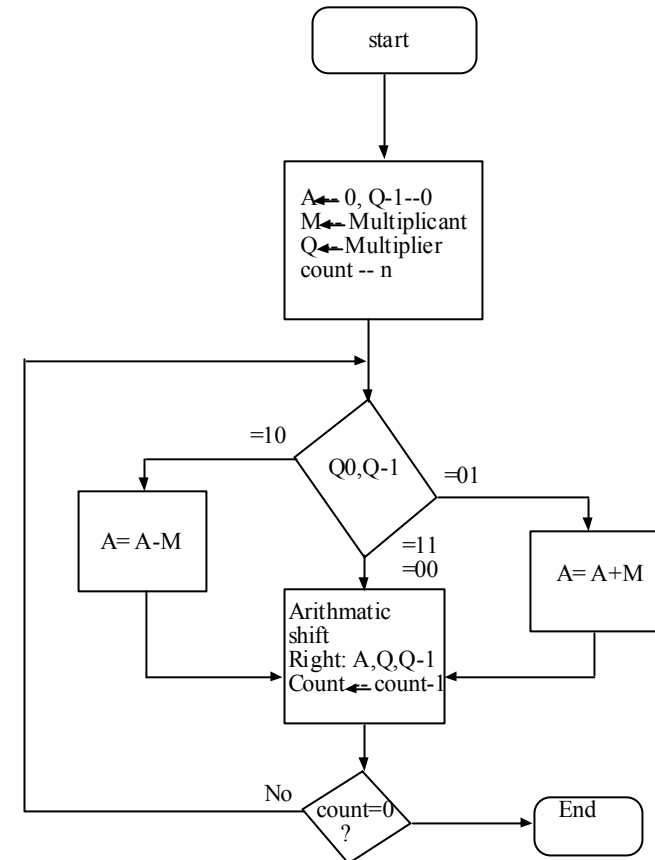 start
A← 0, Q-1--0
M← Multiplicant
Q← Multiplier
count -- n
=10
Q0,Q-1
=01
A= A-M
=11
=00
A= A+M
Arithmatic
shift
Right: A,Q,Q-1
Count← count-1
No
count=0
?
End